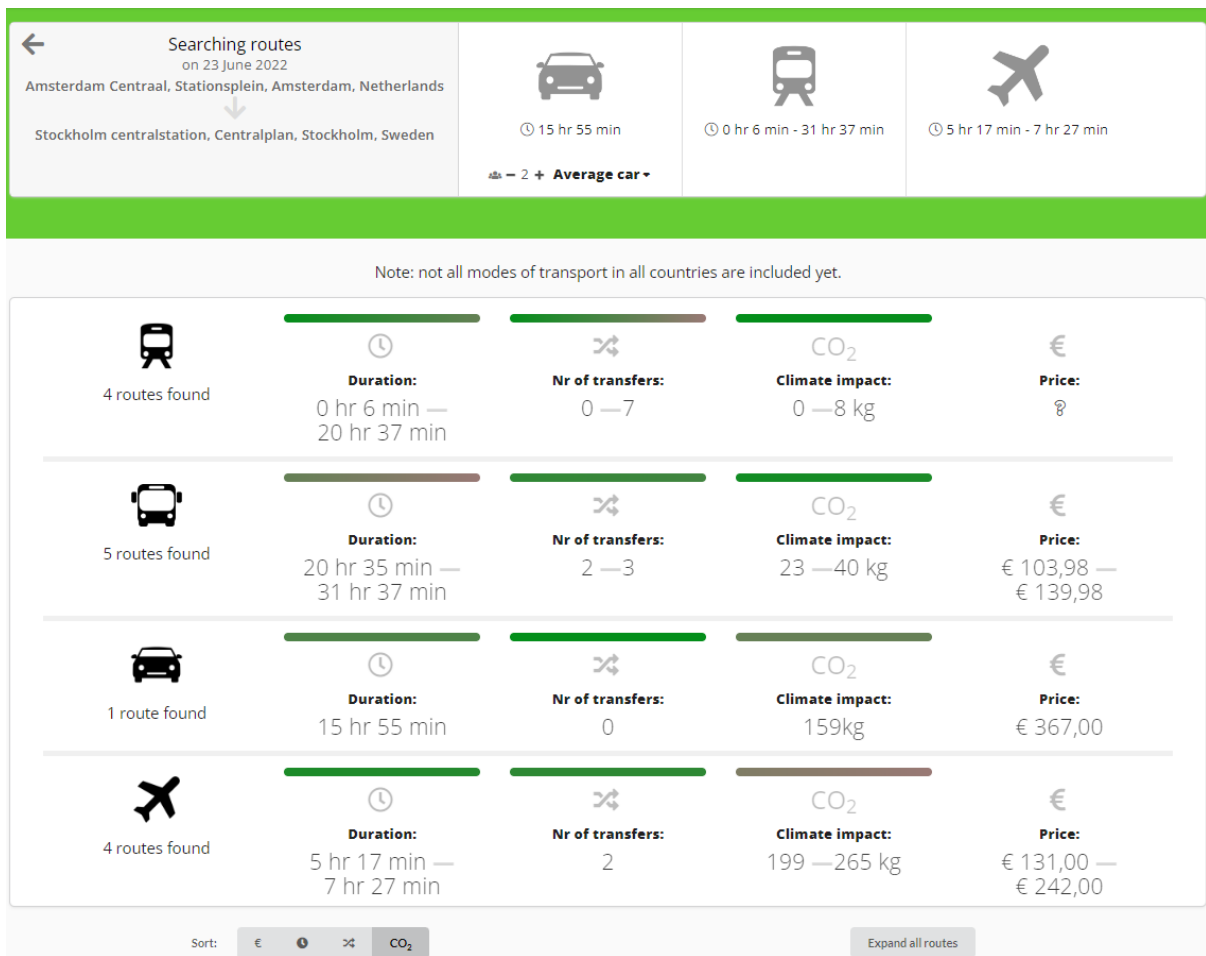 Searching routes
on 23 June 2022
Amsterdam Centraal, Stationsplein, Amsterdam, Netherlands
Stockholm centralstation, Centralplan, Stockholm, Sweden
15 hr 55 min
2 Average car
0 hr 6 min - 31 hr 37 min
5 hr 17 min - 7 hr 27 min
Note: not all modes of transport in all countries are included yet.
4 routes found
Duration:
0 hr 6 min —
20 hr 37 min
Nr of transfers:
0 —7
CO₂
Climate impact:
0 —8 kg
€
Price:
?
5 routes found
Duration:
20 hr 35 min —
31 hr 37 min
Nr of transfers:
2 —3
CO₂
Climate impact:
23 —40 kg
€
Price:
€ 103,98 —
€ 139,98
1 route found
Duration:
15 hr 55 min
Nr of transfers:
0
CO₂
Climate impact:
159kg
€
Price:
€ 367,00
4 routes found
Duration:
5 hr 17 min —
7 hr 27 min
Nr of transfers:
2
CO₂
Climate impact:
199 —265 kg
€
Price:
€ 131,00 —
€ 242,00
Sort: € CO₂
Expand all routes